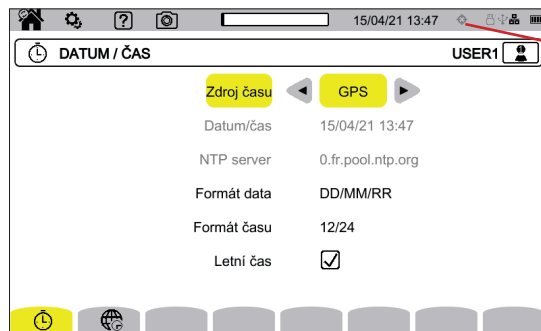 15/04/21 13:47
DATUM / ČAS USER1
Zdroj času GPS
Datum/čas 15/04/21 13:47
NTP server 0.fr.pool.ntp.org
Formát data DD/MM/RR
Formát času 12/24
Letní čas